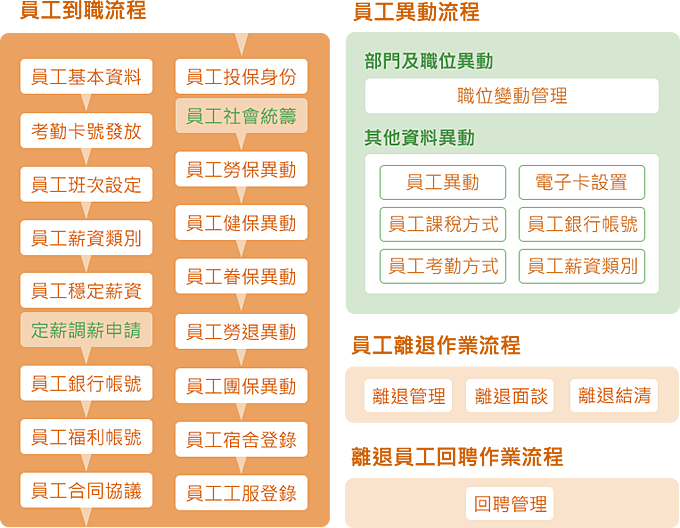 員工到職流程
員工基本資料
考勤卡號發放
員工班次設定
員工薪資類別
員工穩定薪資
定薪調薪申請
員工銀行帳號
員工福利帳號
員工合同協議
員工投保身份
員工社會統籌
員工勞保異動
員工健保異動
員工眷保異動
員工勞退異動
員工團保異動
員工宿舍登錄
員工工服登錄
員工異動流程
部門及職位異動
職位變動管理
其他資料異動
員工異動
電子卡設置
員工課稅方式
員工銀行帳號
員工考勤方式
員工薪資類別
員工離退作業流程
離退管理
離退面談
離退結清
離退員工回聘作業流程
回聘管理